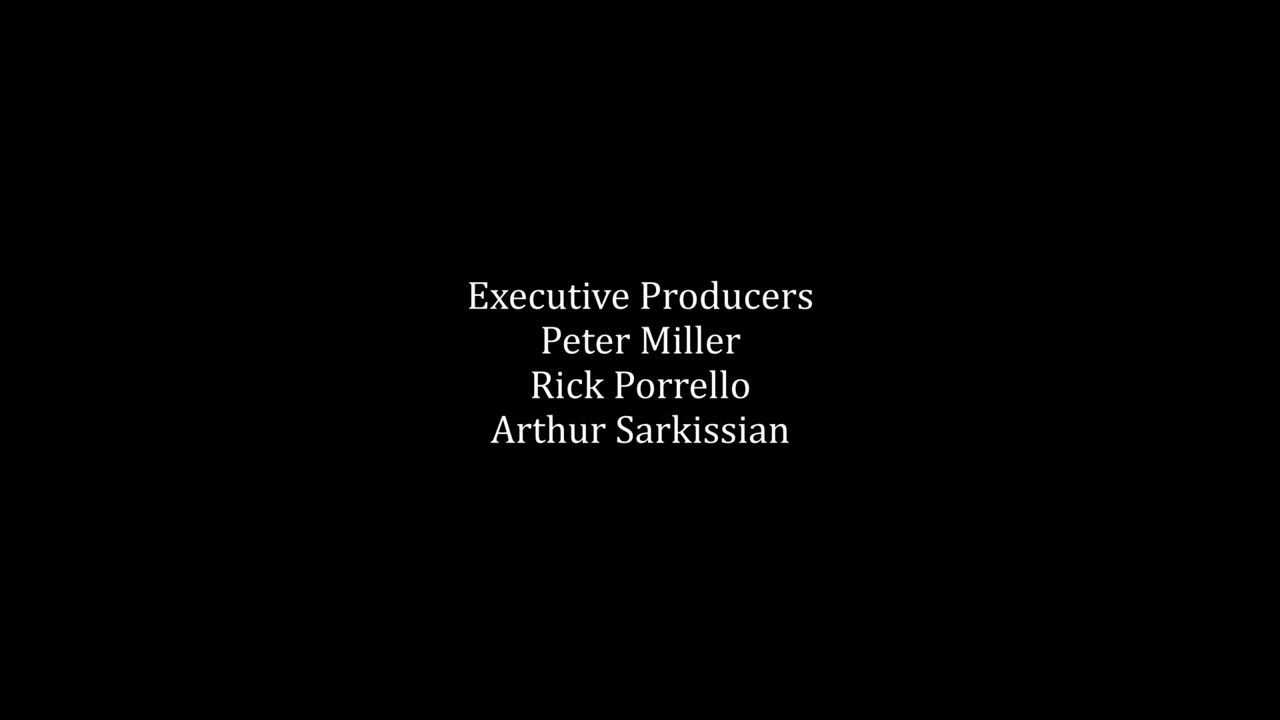 Executive Producers
Peter Miller
Rick Porrello
Arthur Sarkissian